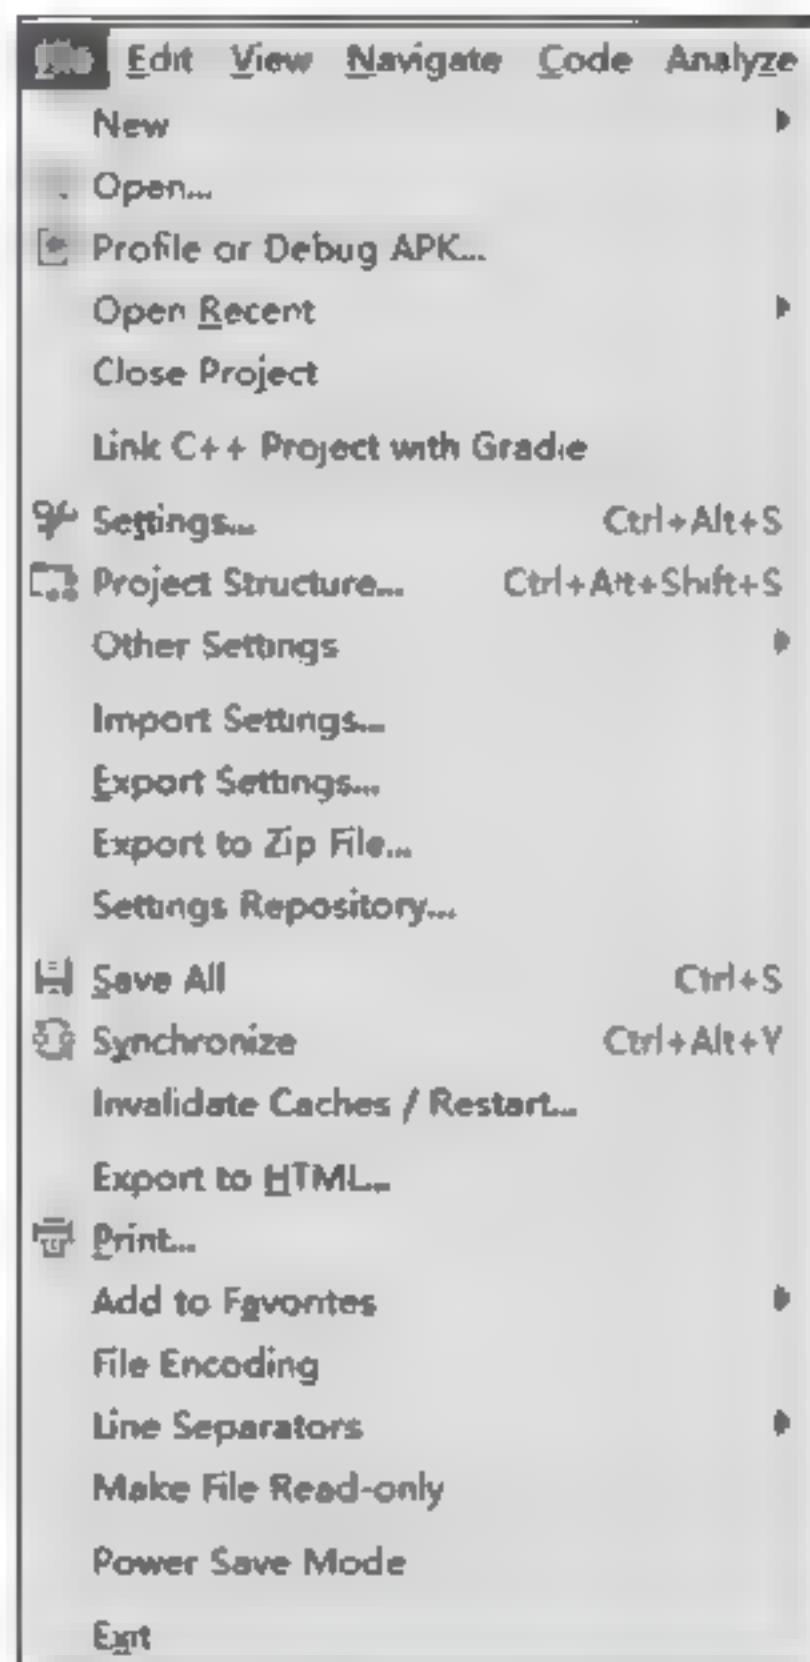 File Edit View Navigate Code Analyze
New
Open...
Profile or Debug APK...
Open Recent
Close Project
Link C++ Project with Gradle
Settings... Ctrl+Alt+S
Project Structure... Ctrl+Alt+Shift+S
Other Settings
Import Settings...
Export Settings...
Export to Zip File...
Settings Repository...
Save All Ctrl+S
Synchronize Ctrl+Alt+Y
Invalidate Caches / Restart...
Export to HTML...
Print...
Add to Favorites
File Encoding
Line Separators
Make File Read-only
Power Save Mode
Exit